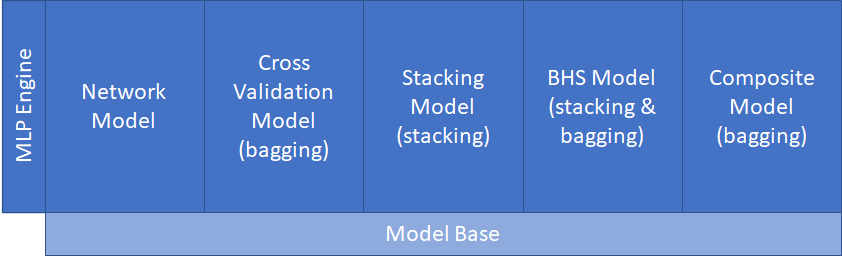 MLP Engine
Network
Model
Cross
Validation
Model
(bagging)
Stacking
Model
(stacking)
BHS Model
(stacking &
bagging)
Composite
Model
(bagging)
Model Base